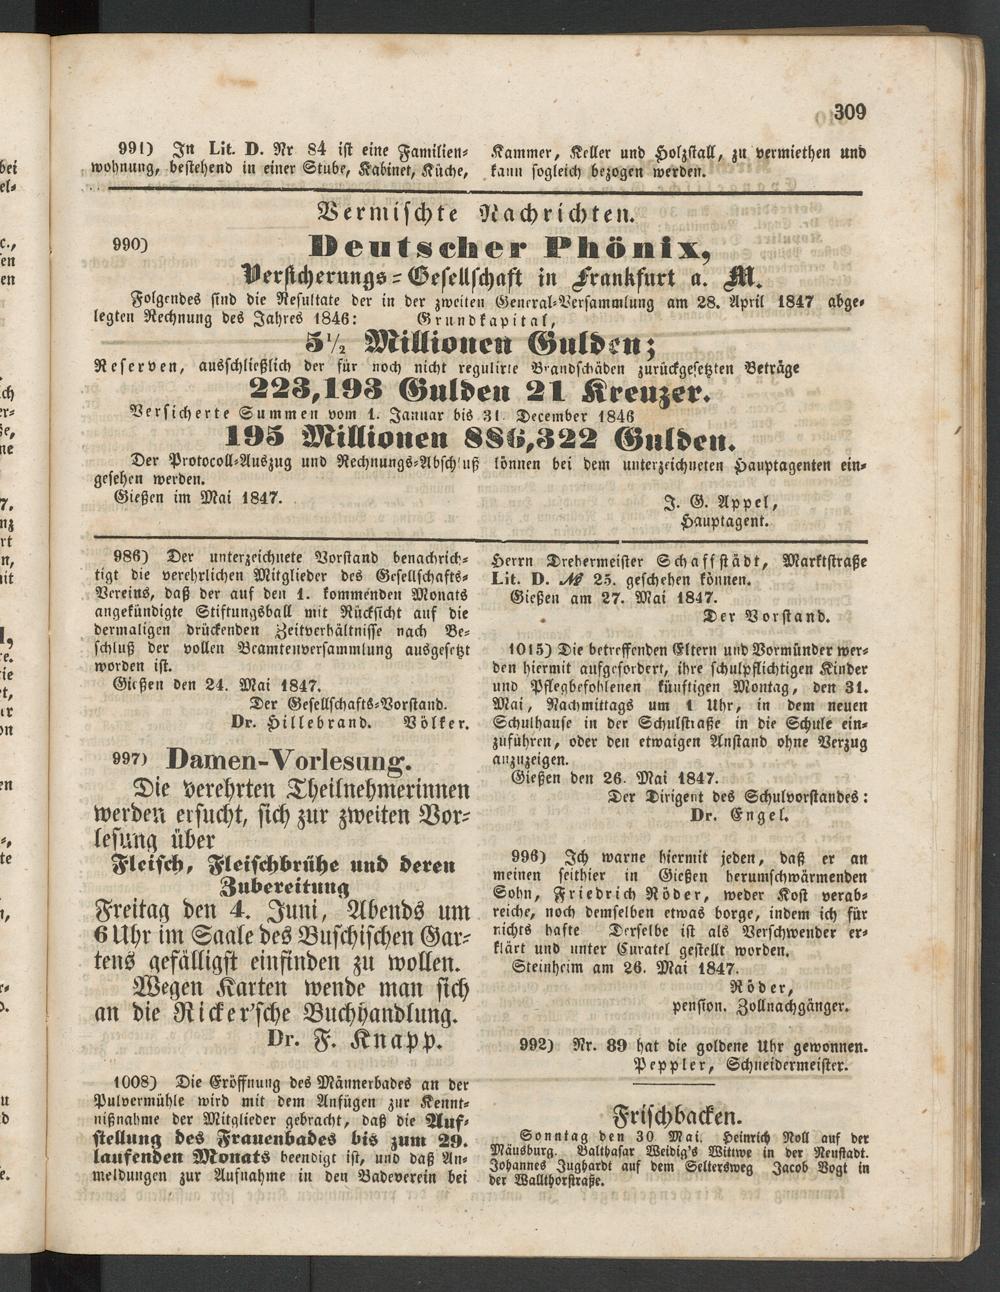 309
991) In Lit. D. Nr 84 ist eine Familien-
wohnung, bestehend in einer Stube, Kabinet, Küche,
Kammer, Keller und Holzstall, zu vermiethen und
kann sogleich bezogen werden.
Vermischte Nachrichten.
990) Deutscher Phönix,
Versicherungs-Gesellschaft in Frankfurt a. M.
Folgendes sind die Resultate der in der zweiten General-Versammlung am 28. April 1847 abge-
legten Rechnung des Jahres 1846: Grundkapital,
5½ Millionen Gulden;
Reserven, ausschließlich der für noch nicht regulirte Brandschäden zurückgesetzten Beträge
223,193 Gulden 21 Kreuzer.
Versicherte Summen vom 1. Januar bis 31. December 1846
195 Millionen 886,322 Gulden.
Der Protocoll-Auszug und Rechnungs-Abschluß können bei dem unterzeichneten Hauptagenten ein-
gesehen werden.
Gießen im Mai 1847.
J. G. Appel,
Hauptagent.
986) Der unterzeichnete Vorstand benachrich-
tigt die verehrlichen Mitglieder des Gesellschafts-
Vereins, daß der auf den 1. kommenden Monats
angekündigte Stiftungsball mit Rücksicht auf die
dermaligen drückenden Zeitverhältnisse nach Be-
schluß der vollen Beamtenversammlung ausgesetzt
worden ist.
Gießen den 24. Mai 1847.
Der Gesellschafts-Vorstand.
Dr. Hillebrand. Völker.
997) Damen-Vorlesung.
Die verehrten Theilnehmerinnen
werden ersucht, sich zur zweiten Vor-
lesung über
Fleisch, Fleischbrühe und deren
Zubereitung
Freitag den 4. Juni, Abends um
6 Uhr im Saale des Buschischen Gar-
tens gefälligst einfinden zu wollen.
Wegen Karten wende man sich
an die Ricker'sche Buchhandlung.
Dr. F. Knapp.
1008) Die Eröffnung des Männerbades an der
Pulvermühle wird mit dem Anfügen zur Kennt-
nißnahme der Mitglieder gebracht, daß die Auf-
stellung des Frauenbades bis zum 29.
laufenden Monats beendigt ist, und daß An-
meldungen zur Aufnahme in den Badeverein bei
Herrn Drehermeister Schaffstädt, Marktstraße
Lit. D. № 25. geschehen können.
Gießen am 27. Mai 1847.
Der Vorstand.
1015) Die betreffenden Eltern und Vormünder wer-
den hiermit aufgefordert, ihre schulpflichtigen Kinder
und Pflegbefohlenen künftigen Montag, den 31.
Mai, Nachmittags um 1 Uhr, in dem neuen
Schulhause in der Schulstraße in die Schule ein-
zuführen, oder den etwaigen Anstand ohne Verzug
anzuzeigen.
Gießen den 26. Mai 1847.
Der Dirigent des Schulvorstandes:
Dr. Engel.
996) Ich warne hiermit jeden, daß er an
meinen seither in Gießen herumschwärmenden
Sohn, Friedrich Röder, weder Kost verab-
reiche, noch demselben etwas borge, indem ich für
nichts hafte Derselbe ist als Verschwender er-
klärt und unter Curatel gestellt worden.
Steinheim am 26. Mai 1847.
Röder,
pension. Zollnachgänger.
992) Nr. 89 hat die goldene Uhr gewonnen.
Peppler, Schneidermeister.
Frischbacken.
Sonntag den 30 Mai. Heinrich Noll auf der
Mäusburg. Balthasar Weidig's Wittwe in der Neustadt.
Johannes Jughardt auf dem Seltersweg Jacob Vogt in
der Wallthorstraße.